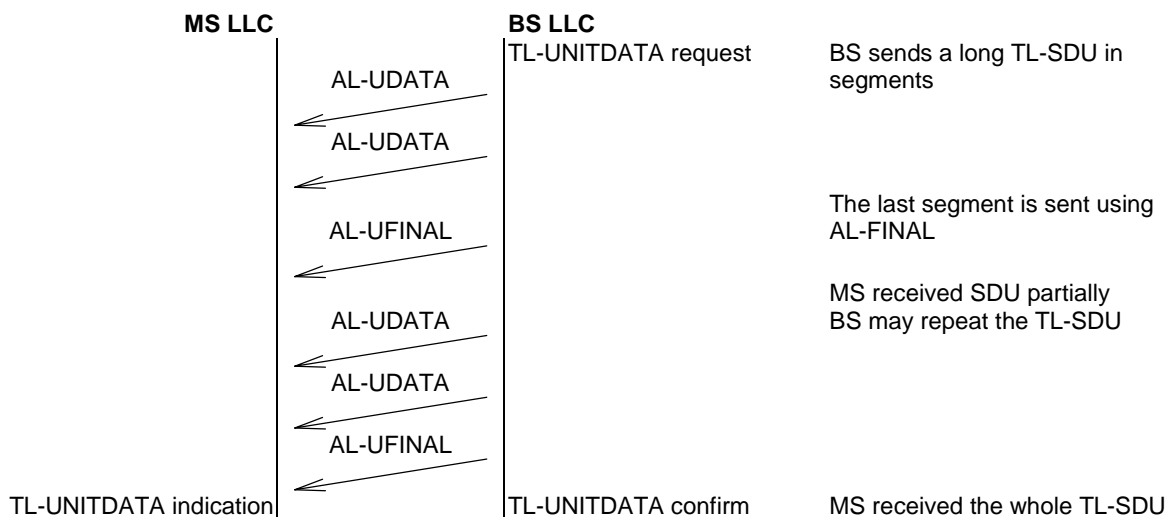 MS LLC BS LLC
TL-UNITDATA request BS sends a long TL-SDU in
AL-UDATA segments
AL-UDATA
The last segment is sent using
AL-UFINAL AL-FINAL
MS received SDU partially
AL-UDATA BS may repeat the TL-SDU
AL-UDATA
AL-UFINAL
TL-UNITDATA indication TL-UNITDATA confirm MS received the whole TL-SDU